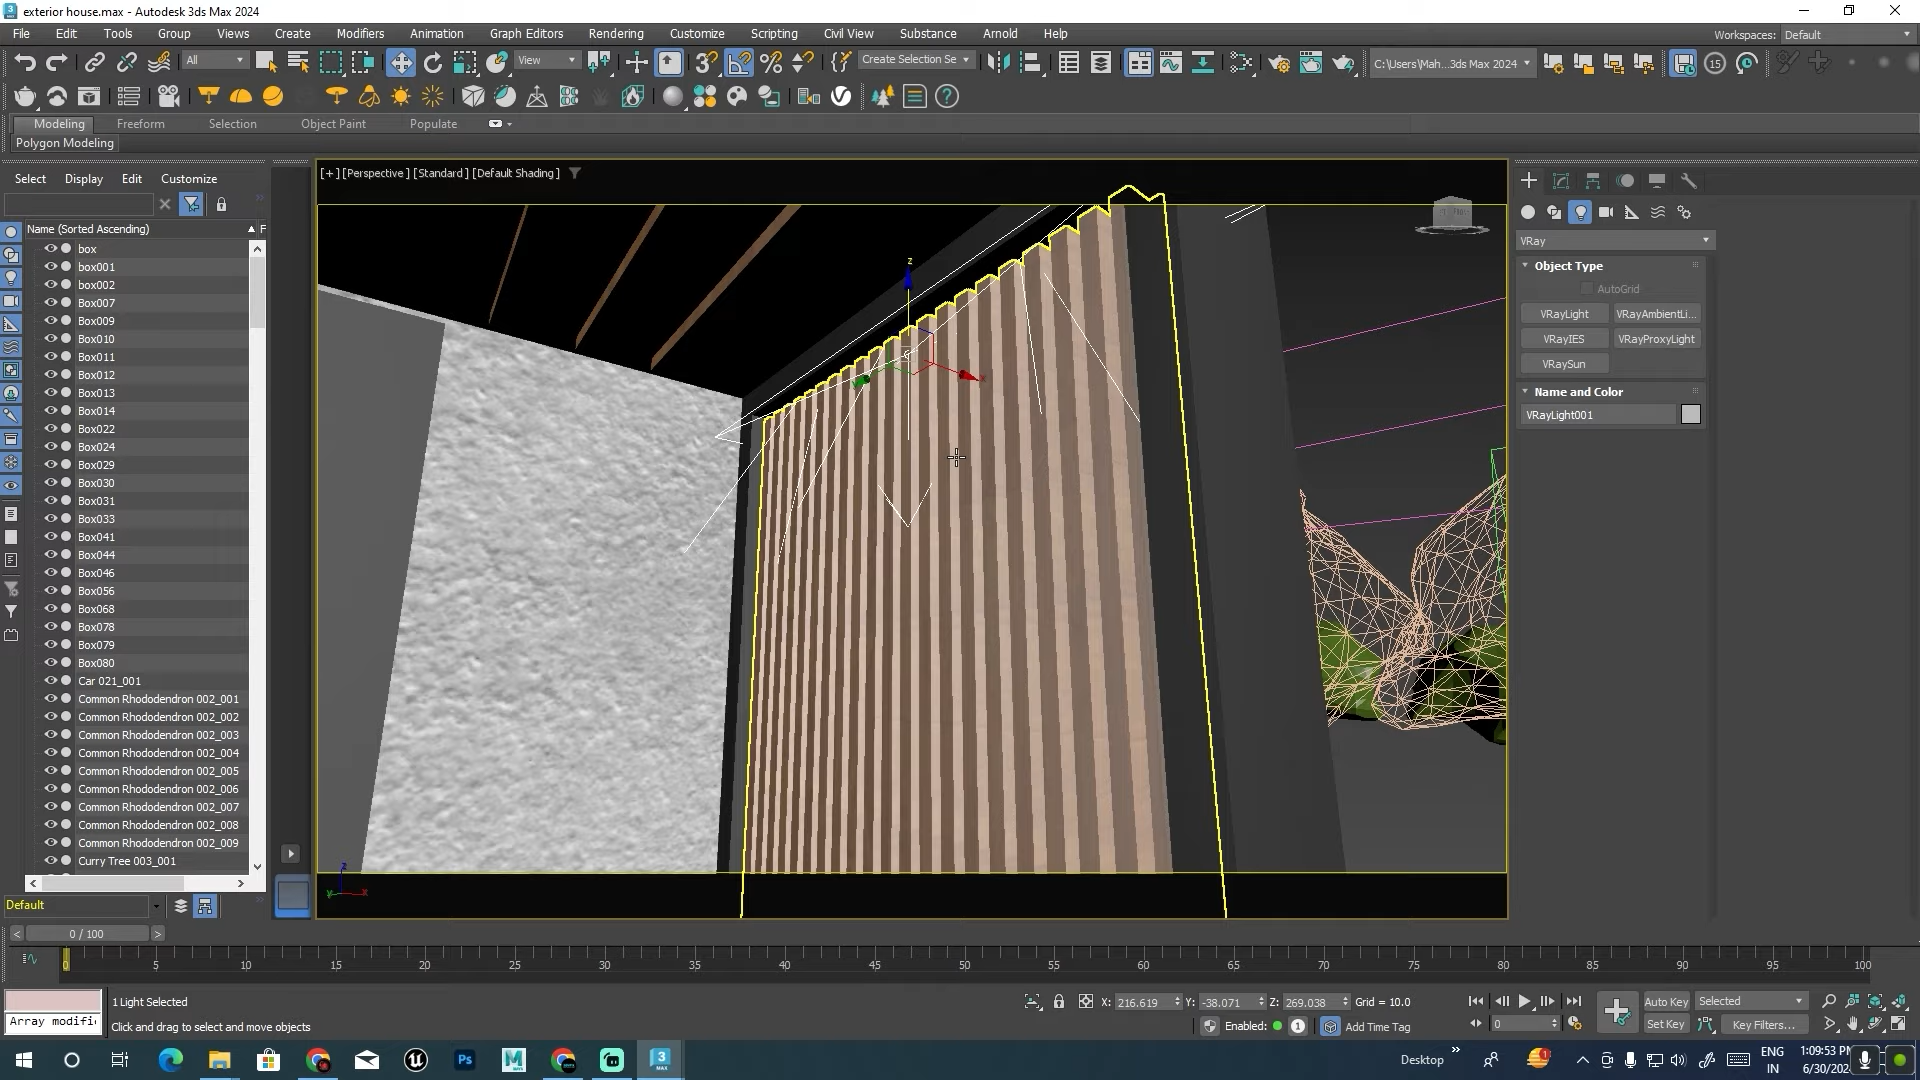 exterior house.max - Autodesk 3ds Max 2024
File Edit Tools Group Views Create Modifiers Animation Graph Editors Rendering Customize Scripting Civil View Substance Arnold Help
Workspaces: Default
All View Create Selection Se C:\Users\Mah...3ds Max 2024 15
Modeling Freeform Selection Object Paint Populate
Polygon Modeling
Select Display Edit Customize
[+] [Perspective] [Standard] [Default Shading]
Name (Sorted Ascending) F
box
box001
box002
Box007
Box009
Box010
Box011
Box012
Box013
Box014
Box022
Box024
Box029
Box030
Box031
Box033
Box041
Box044
Box046
Box056
Box068
Box078
Box079
Box080
Car 021_001
Common Rhododendron 002_001
Common Rhododendron 002_002
Common Rhododendron 002_003
Common Rhododendron 002_004
Common Rhododendron 002_005
Common Rhododendron 002_006
Common Rhododendron 002_007
Common Rhododendron 002_008
Common Rhododendron 002_009
Curry Tree 003_001
z
x
z
y x
VRay
Object Type
AutoGrid
VRayLight VRayAmbientLi...
VRayIES VRayProxyLight
VRaySun
Name and Color
VRayLight001
Default
< 0 / 100 >
0 5 10 15 20 25 30 35 40 45 50 55 60 65 70 75 80 85 90 95 100
1 Light Selected
Array modifi
Click and drag to select and move objects
X: 216.619 Y: -38.071 Z: 269.038 Grid = 10.0
Enabled: 1 Add Time Tag
0
Auto Key Selected
Set Key Key Filters...
Desktop
ENG
IN
1:09:53 P
6/30/202